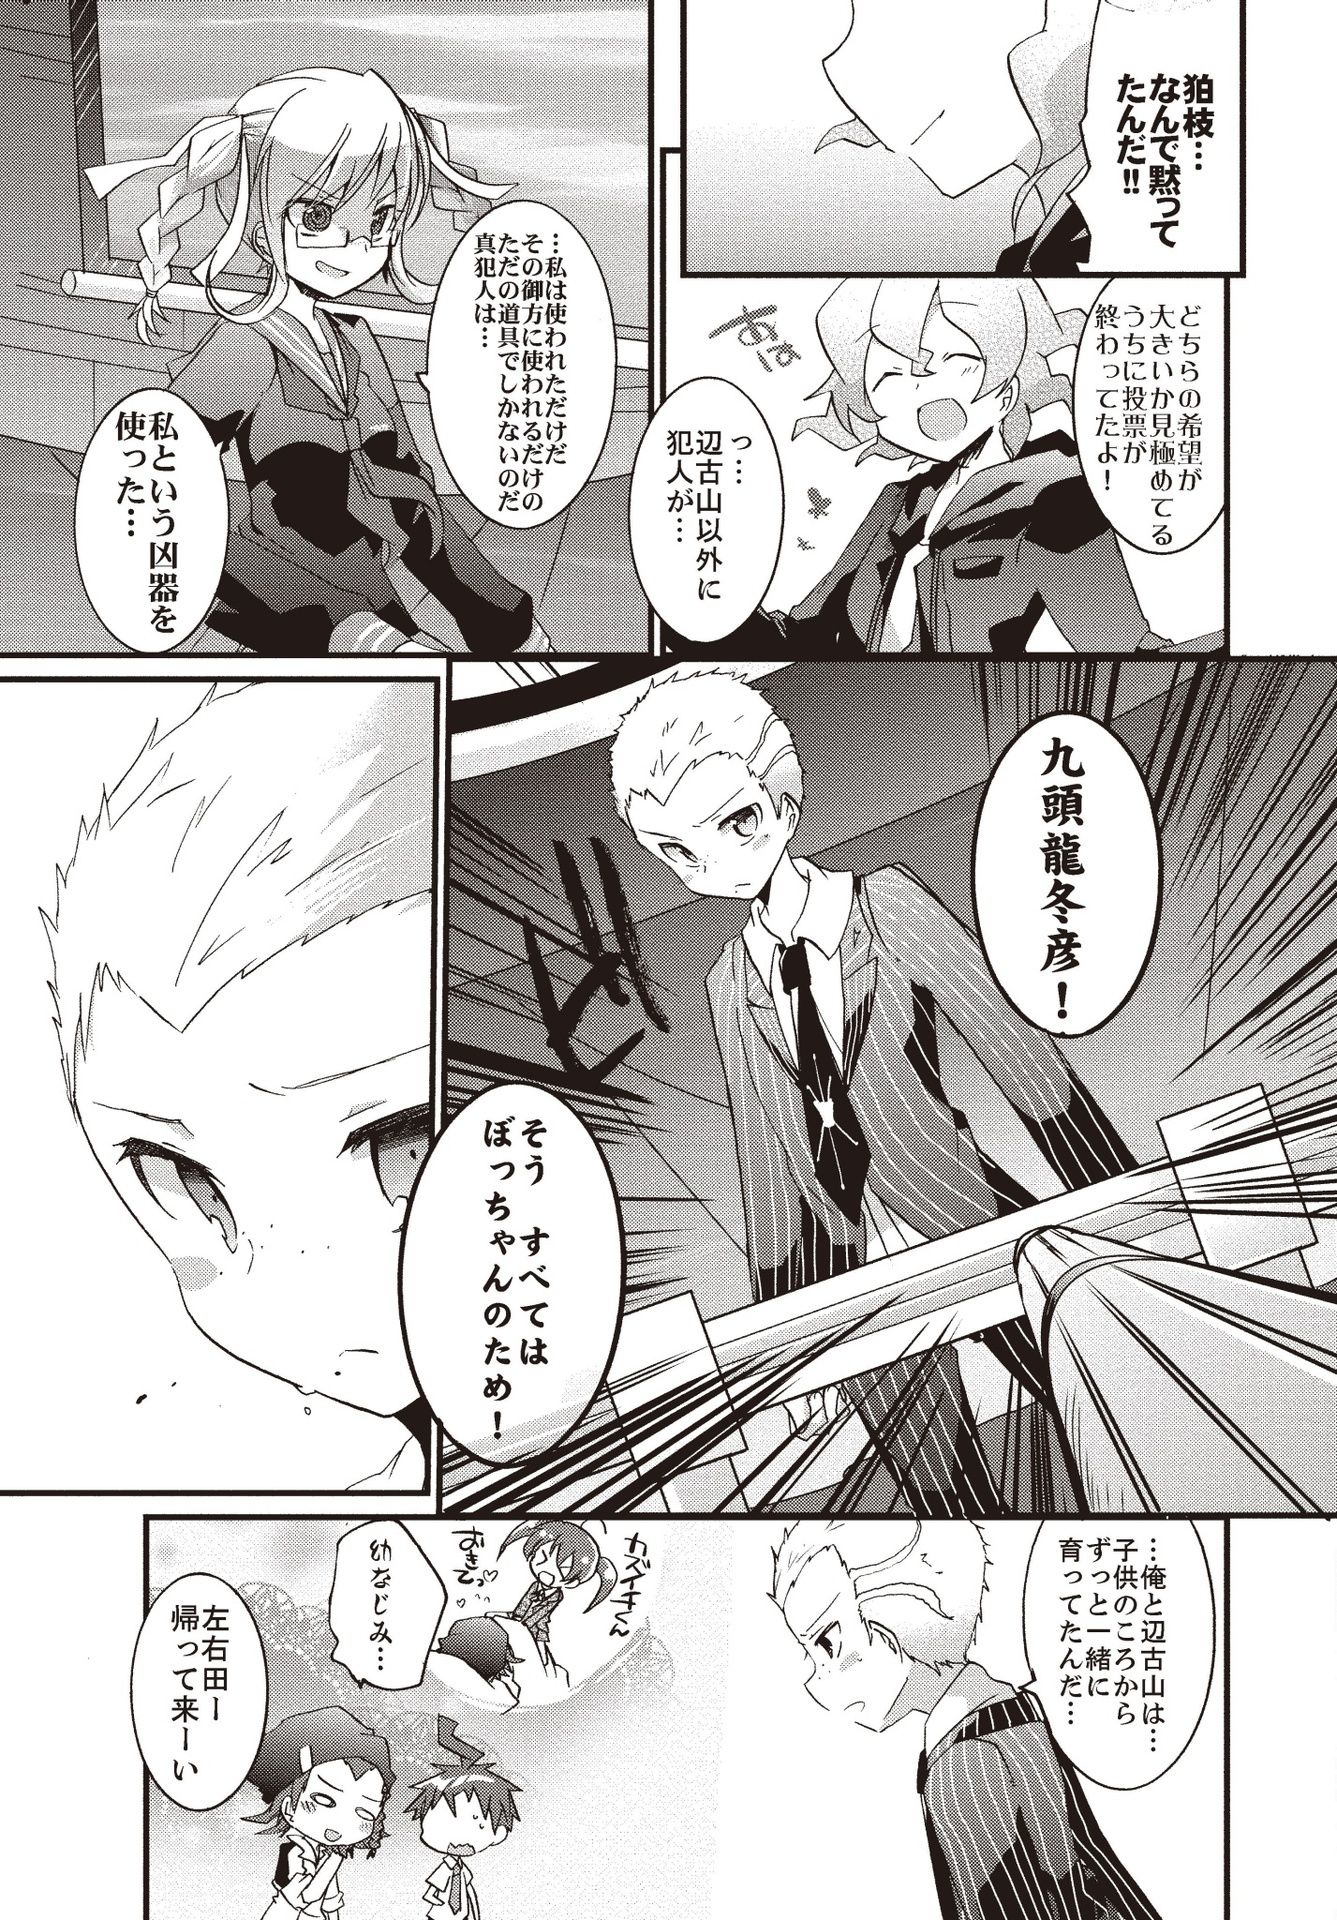 狛枝…
なんで黙って
たんだ!!
どちらの希望が
大きいか見極めてる
うちに投票が
終わってたよ！
あはっ
っ…
辺古山以外に
犯人が…
…私は使われただけだ
その御方に使われるだけの
ただの道具でしかないのだ
真犯人は…
私という凶器を
使った…
九頭龍冬彦！
ビッ
そう　すべては
ぼっちゃんのため！
…俺と辺古山は…
子供のころから
ずっと一緒に
育ってたんだ…
カズイチくん
おきてっ♡
幼なじみ…
左右田ー
帰って来ーい